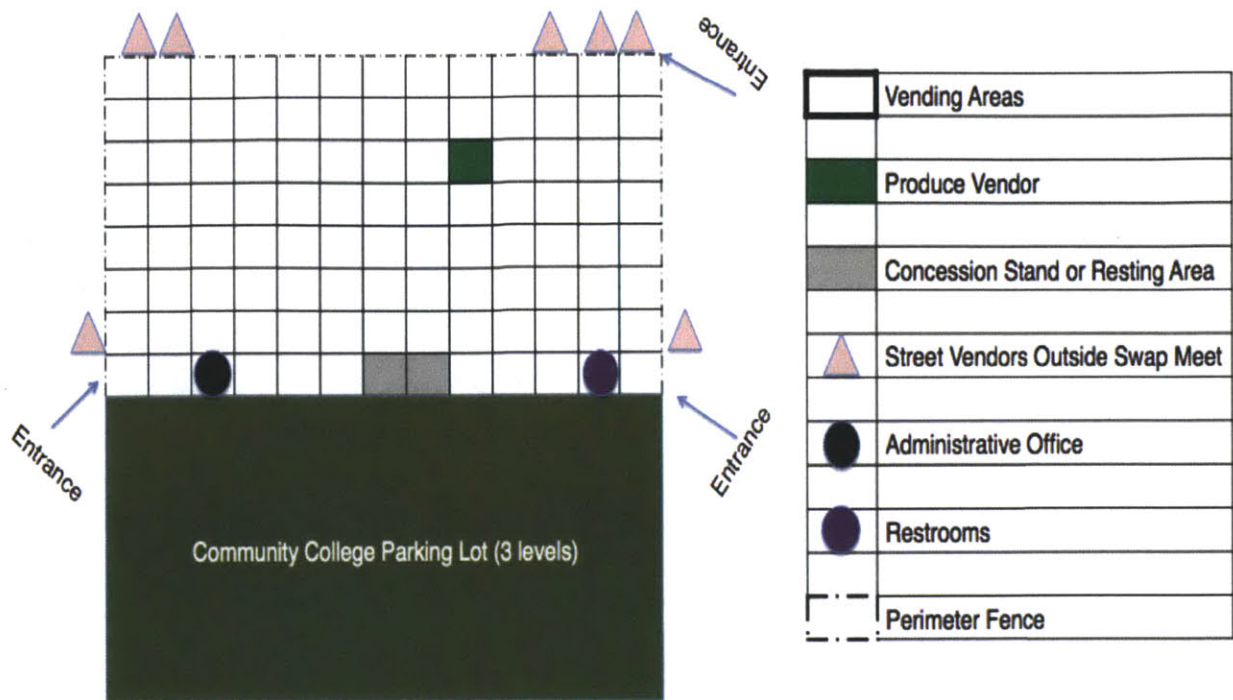 Entrance
Entrance
Entrance
Community College Parking Lot (3 levels)
Vending Areas
Produce Vendor
Concession Stand or Resting Area
Street Vendors Outside Swap Meet
Administrative Office
Restrooms
Perimeter Fence